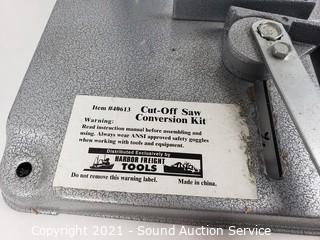 Item #40613 Cut-Off Saw
Conversion Kit
Warning:
Read instruction manual before assembling and
using. Always wear ANSI approved safety goggles
when working with tools and equipment.
Distributed Exclusively by
HARBOR FREIGHT
TOOLS
Do not remove this warning label. Made in china.
Copyright 2021 - Sound Auction Service